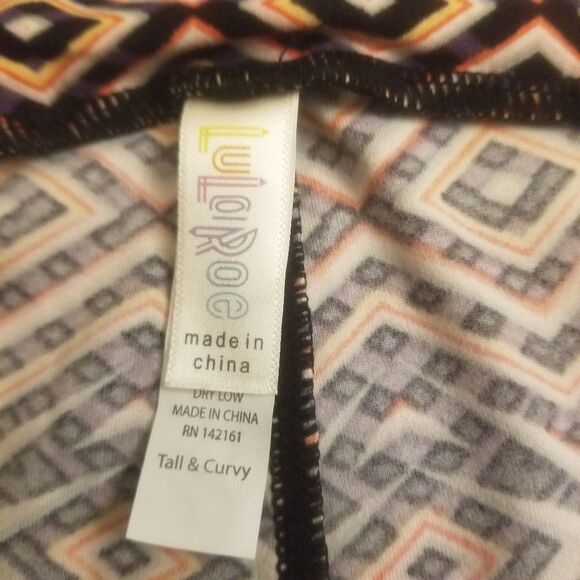 LuLaRoe
made in
china
DRY LOW
MADE IN CHINA
RN 142161
Tall & Curvy